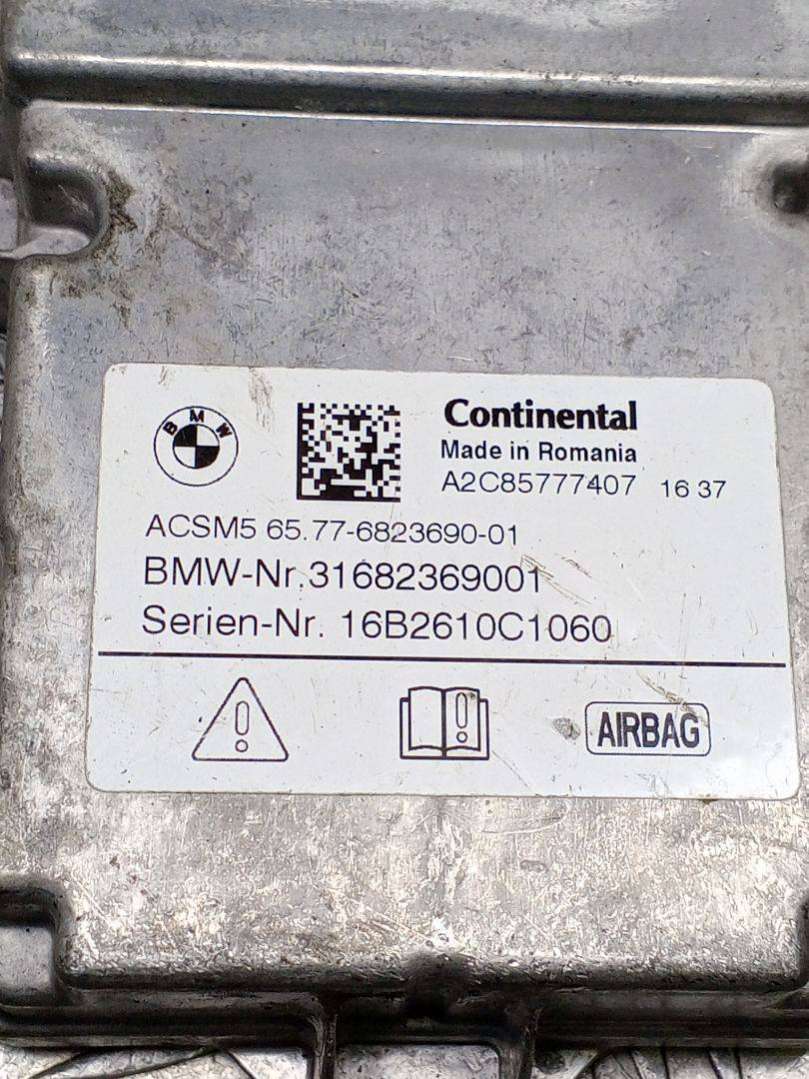 BMW
Continental
Made in Romania
A2C85777407 16 37
ACSM5 65.77-6823690-01
BMW-Nr.31682369001
Serien-Nr. 16B2610C1060
AIRBAG